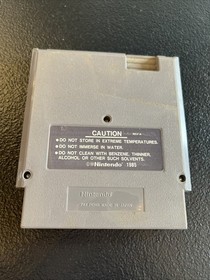 CAUTION
• DO NOT STORE IN EXTREME TEMPERATURES.
• DO NOT IMMERSE IN WATER.
• DO NOT CLEAN WITH BENZENE, THINNER,
ALCOHOL OR OTHER SUCH SOLVENTS.
©Nintendo 1985
Nintendo